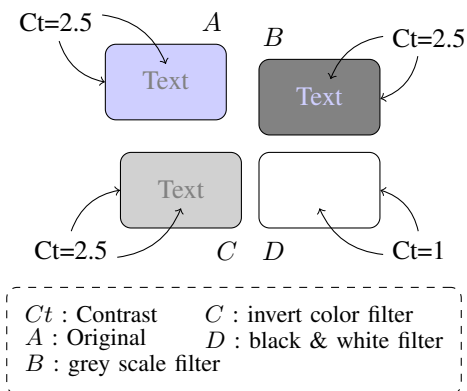 Ct=2.5 A B Ct=2.5
Text
Text
Text
Ct=2.5 C D Ct=1
Ct : Contrast C : invert color filter
A : Original D : black & white filter
B : grey scale filter